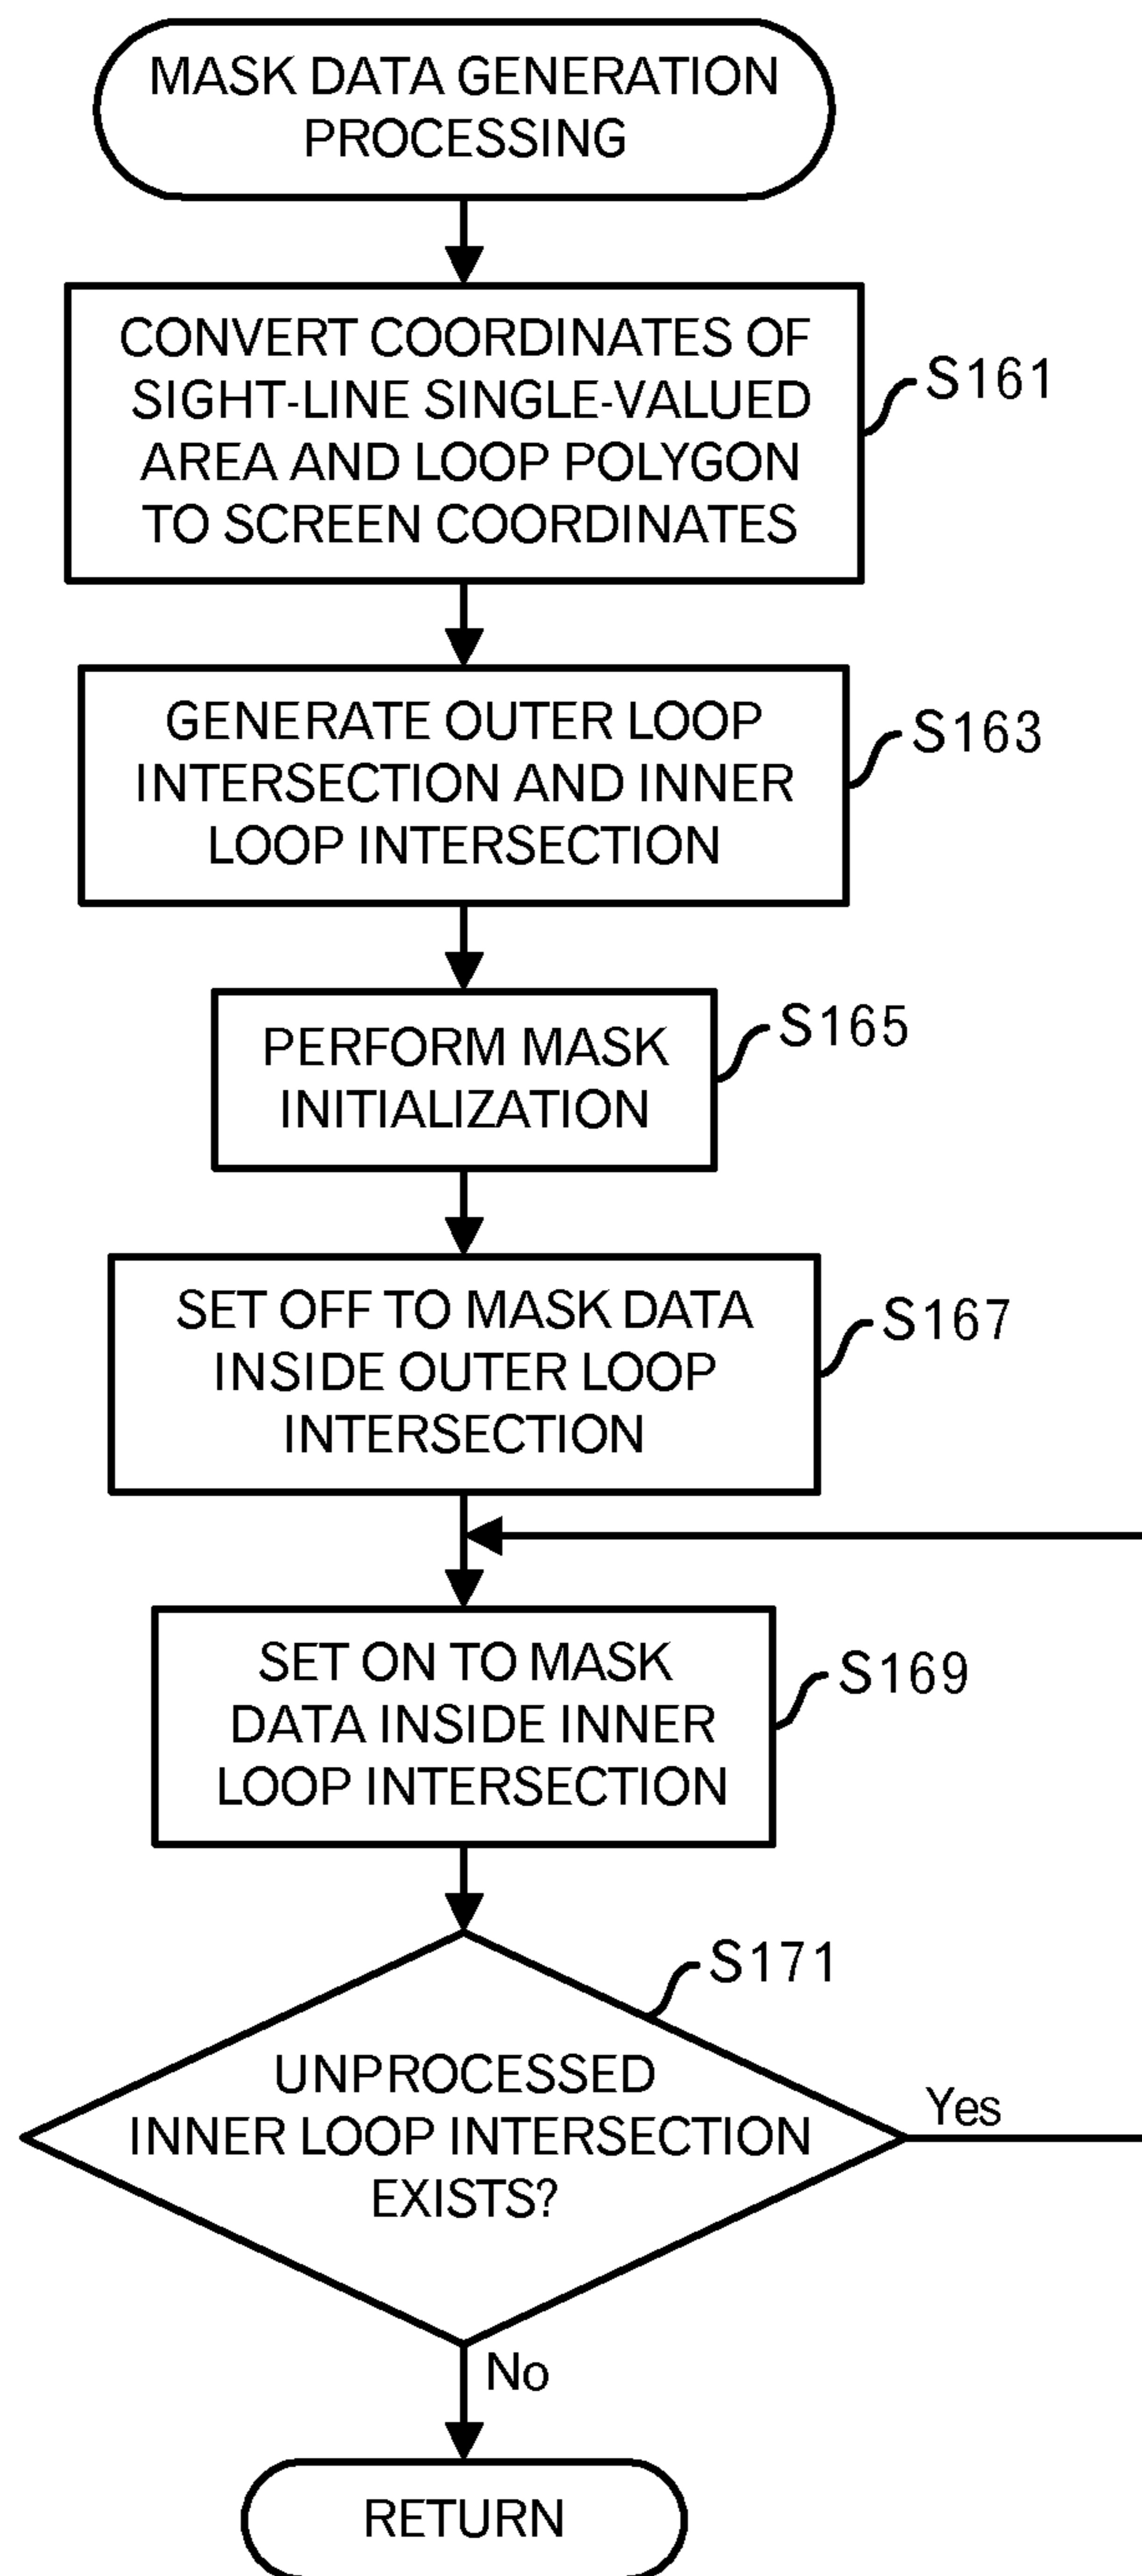 MASK DATA GENERATION
PROCESSING
CONVERT COORDINATES OF
SIGHT-LINE SINGLE-VALUED
AREA AND LOOP POLYGON
TO SCREEN COORDINATES
S161
GENERATE OUTER LOOP
INTERSECTION AND INNER
LOOP INTERSECTION
S163
PERFORM MASK
INITIALIZATION
S165
SET OFF TO MASK DATA
INSIDE OUTER LOOP
INTERSECTION
S167
SET ON TO MASK
DATA INSIDE INNER
LOOP INTERSECTION
S169
S171
UNPROCESSED
INNER LOOP INTERSECTION
EXISTS?
Yes
No
RETURN